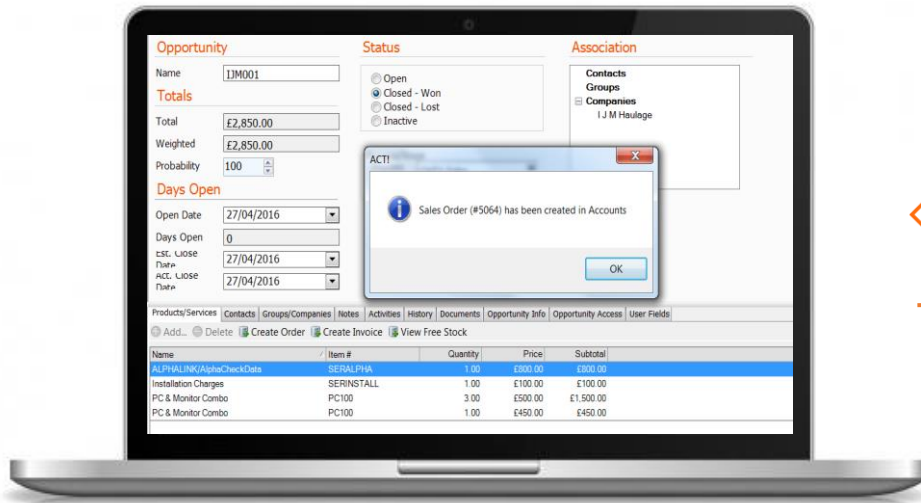 Opportunity
Status
Association
Name IJM001
Open
Closed - Won
Closed - Lost
Inactive
Contacts
Groups
Companies
I J M Haulage
Totals
Total £2,850.00
Weighted £2,850.00
Probability 100
Days Open
Open Date 27/04/2016
Days Open 0
Est. Close Date 27/04/2016
Act. Close Date 27/04/2016
ACT!
Sales Order (#5064) has been created in Accounts
OK
Products/Services Contacts Groups/Companies Notes Activities History Documents Opportunity Info Opportunity Access User Fields
Add... Delete Create Order Create Invoice View Free Stock
Name Item # Quantity Price Subtotal
ALPHALINK/AlphaCheckData SERALPHA 1.00 £800.00 £800.00
Installation Charges SERINSTALL 1.00 £100.00 £100.00
PC & Monitor Combo PC100 3.00 £500.00 £1,500.00
PC & Monitor Combo PC100 1.00 £450.00 £450.00